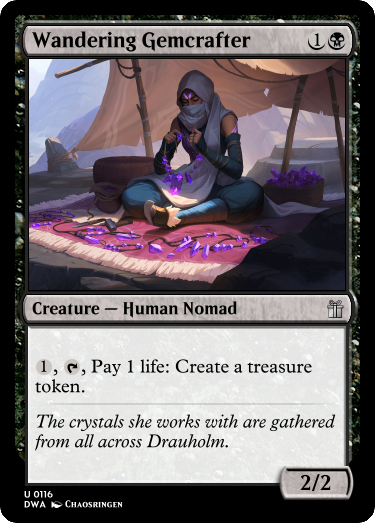 Wandering Gemcrafter 1
Creature — Human Nomad
1, , Pay 1 life: Create a treasure
token.
The crystals she works with are gathered
from all across Drauholm.
2/2
U 0116
DWA Chaosringen